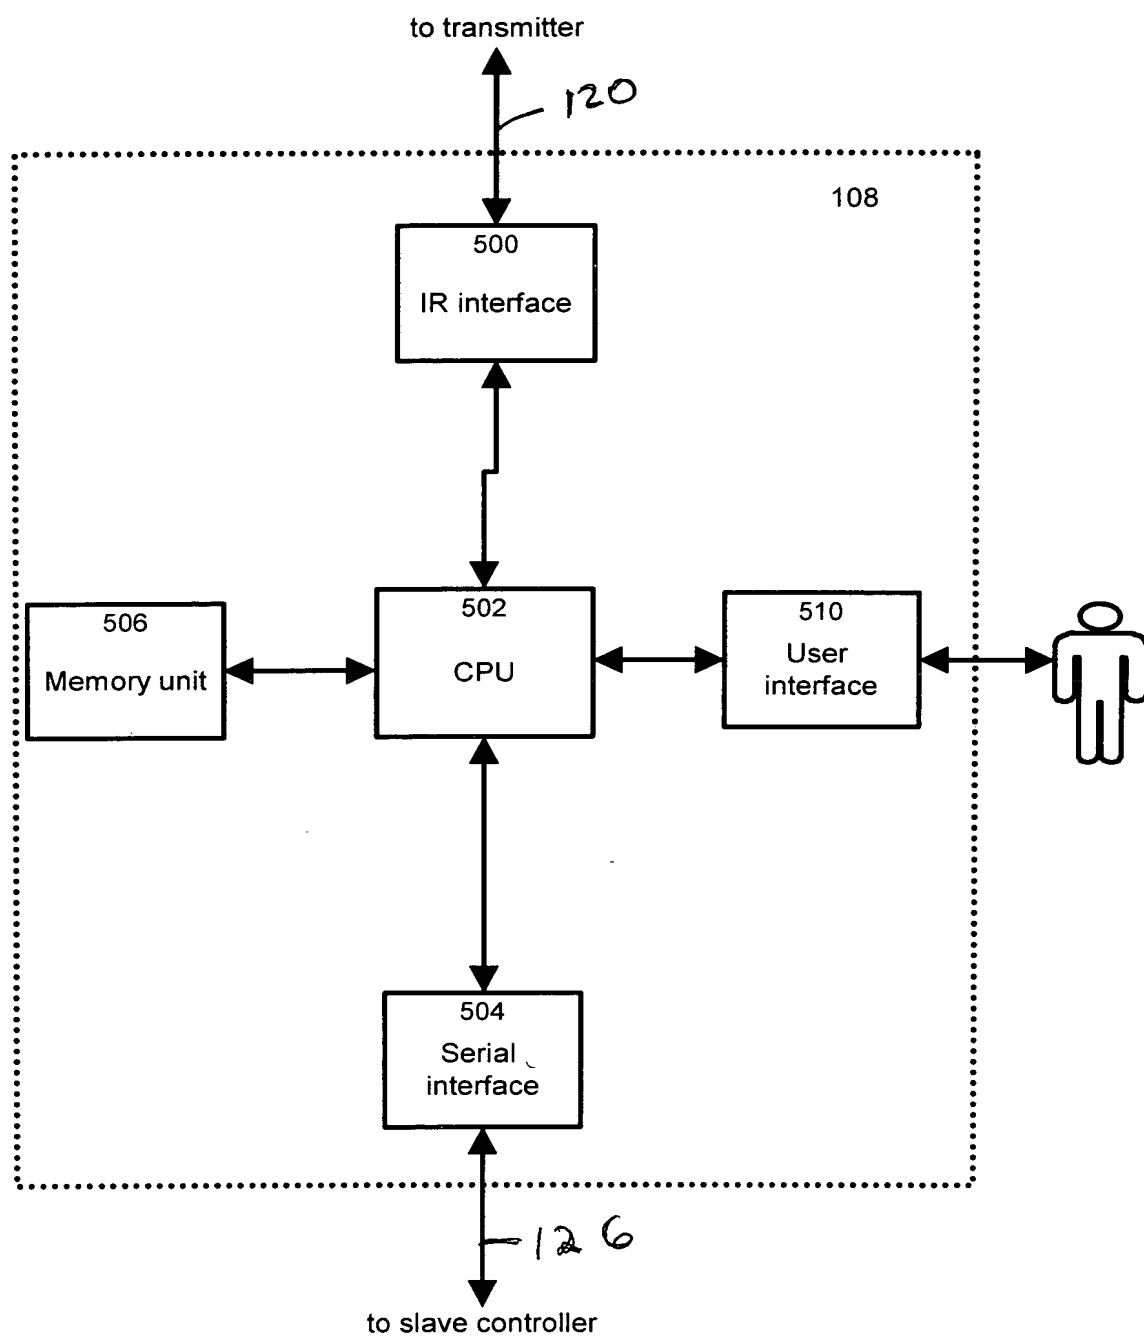 to transmitter
120
108
500
IR interface
506
Memory unit
502
CPU
510
User
interface
504
Serial
interface
126
to slave controller